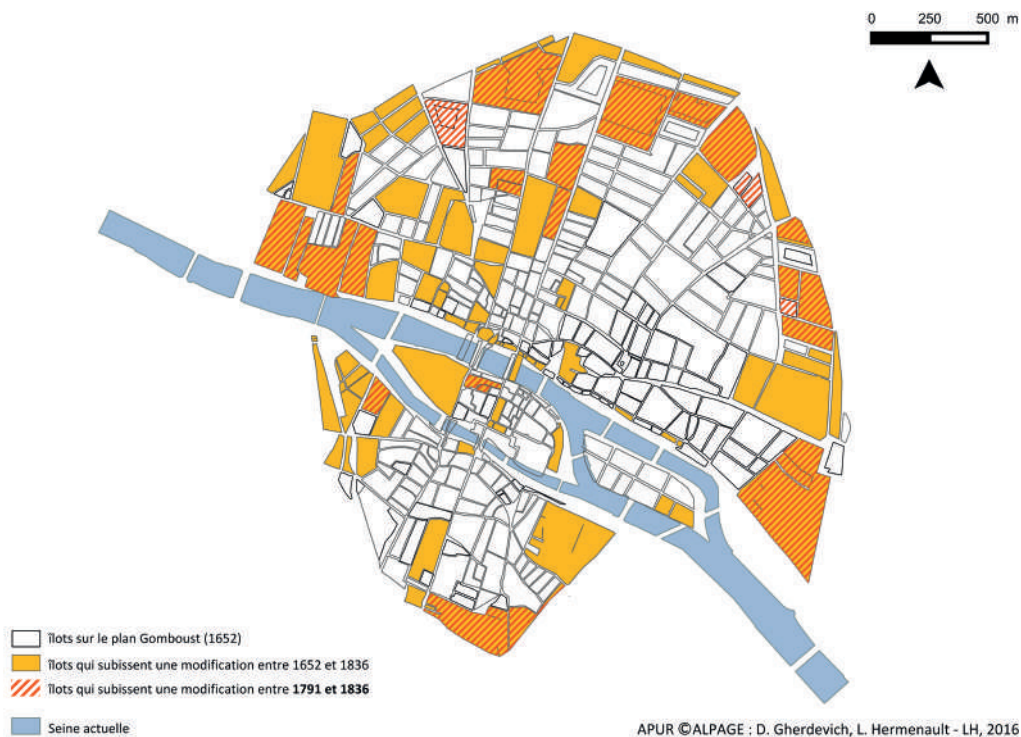 0 250 500 m
îlots sur le plan Gomboust (1652)
îlots qui subissent une modification entre 1652 et 1836
îlots qui subissent une modification entre 1791 et 1836
Seine actuelle
APUR ©ALPAGE : D. Gherdevich, L. Hermenault - LH, 2016